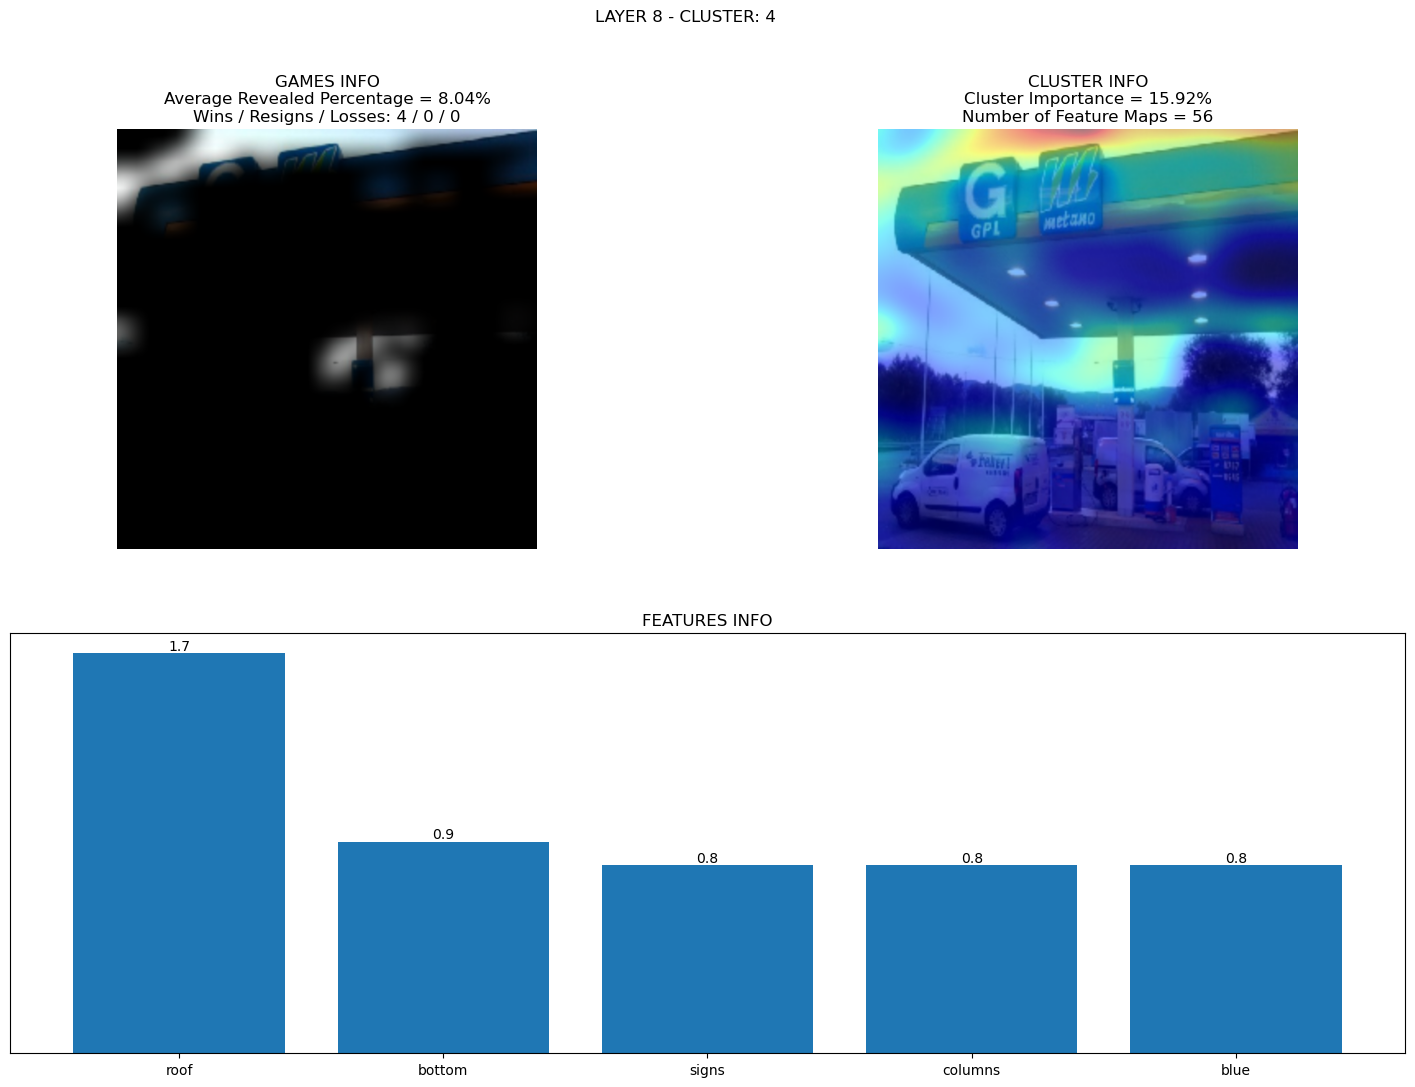 LAYER 8 - CLUSTER: 4
GAMES INFO
Average Revealed Percentage = 8.04%
Wins / Resigns / Losses: 4 / 0 / 0
CLUSTER INFO
Cluster Importance = 15.92%
Number of Feature Maps = 56
G
G
GPL
metano
FEATURES INFO
1.7
0.9
0.8
0.8
0.8
roof
bottom
signs
columns
blue